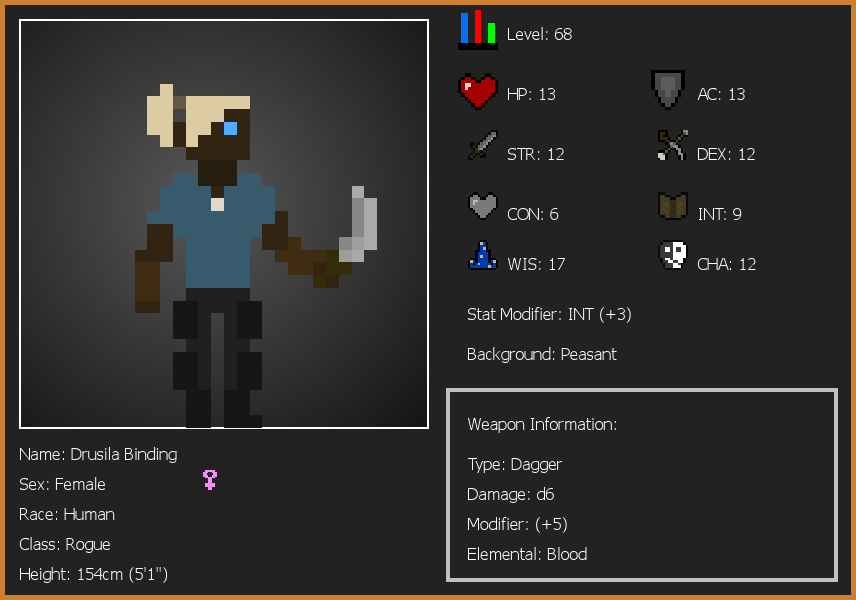 Level: 68
HP: 13
AC: 13
STR: 12
DEX: 12
CON: 6
INT: 9
WIS: 17
CHA: 12
Stat Modifier: INT (+3)
Background: Peasant
Weapon Information:
Type: Dagger
Damage: d6
Modifier: (+5)
Elemental: Blood
Name: Drusila Binding
Sex: Female
Race: Human
Class: Rogue
Height: 154cm (5'1")